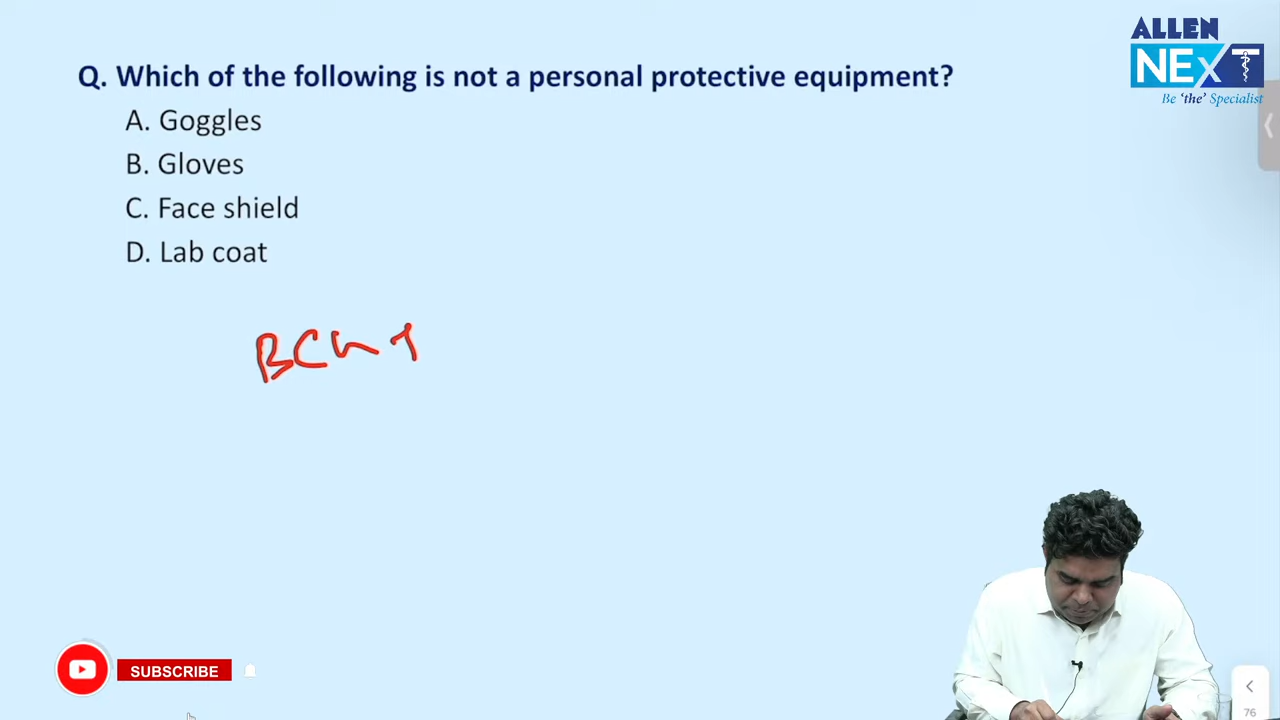 ALLEN
NEXT
Be 'the' Specialist
Q. Which of the following is not a personal protective equipment?
A. Goggles
B. Gloves
C. Face shield
D. Lab coat
SUBSCRIBE
76